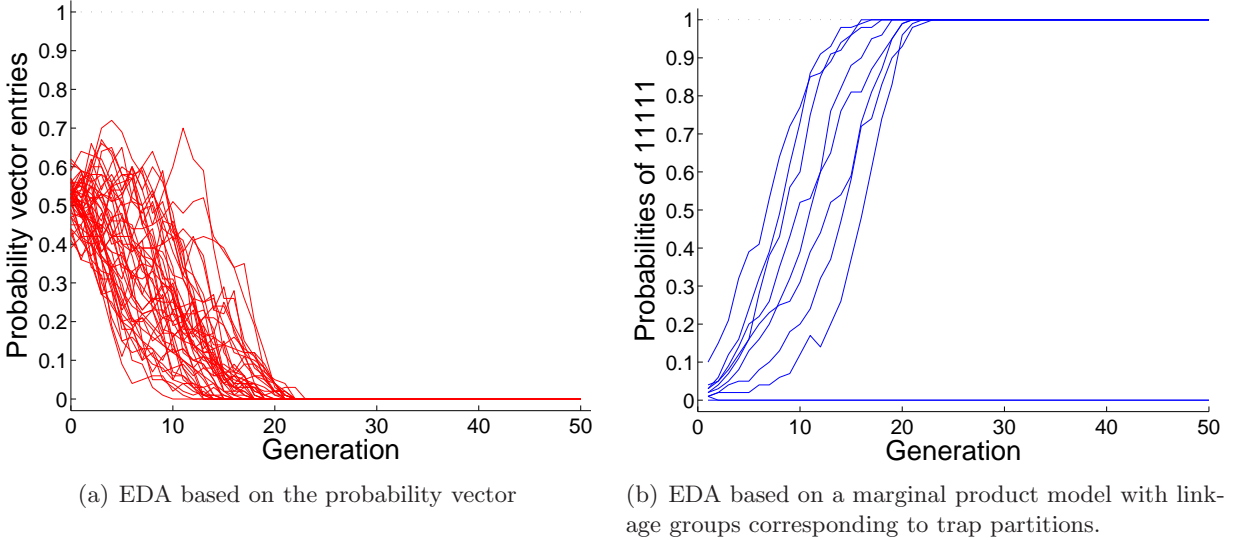 1
0.9
0.8
0.7
0.6
0.5
0.4
0.3
0.2
0.1
0
Probability vector entries
0 10 20 30 40 50
Generation
(a) EDA based on the probability vector
1
0.9
0.8
0.7
0.6
0.5
0.4
0.3
0.2
0.1
0
Probabilities of 11111
0 10 20 30 40 50
Generation
(b) EDA based on a marginal product model with link-
age groups corresponding to trap partitions.